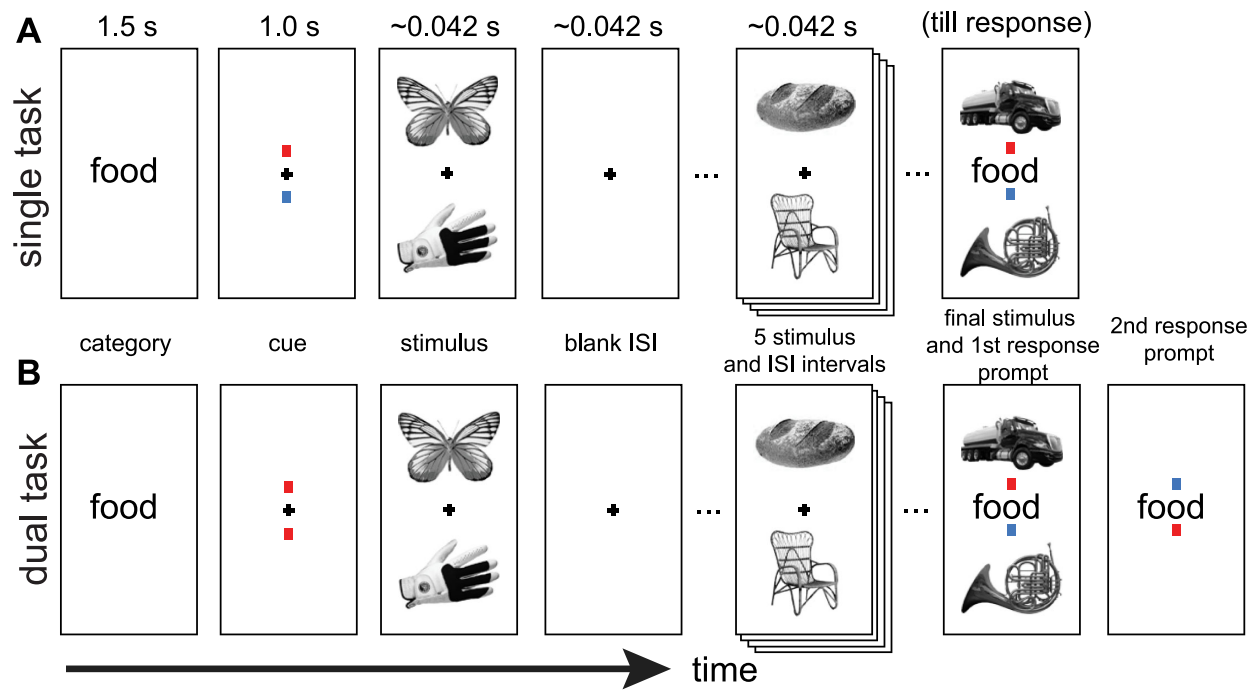 A
1.5 s
1.0 s
~0.042 s
~0.042 s
~0.042 s
(till response)
single task
food
...
...
food
category
cue
stimulus
blank ISI
5 stimulus
and ISI intervals
final stimulus
and 1st response
prompt
2nd response
prompt
B
dual task
food
...
...
food
food
time